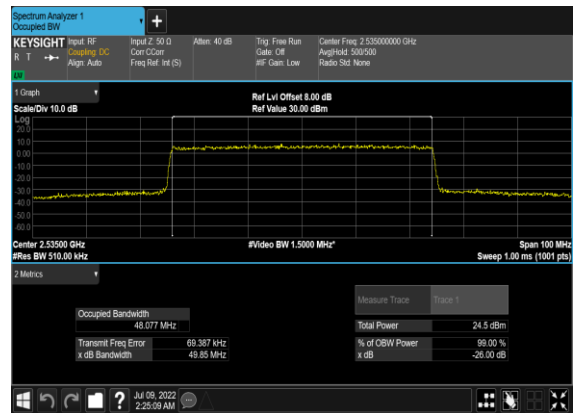 Spectrum Analyzer 1
Occupied BW
KEYSIGHT Input: RF Input Z: 50 Ω Atten: 40 dB Trig: Free Run Center Freq: 2.535000000 GHz
R T Coupling: DC Corr CCorr Gate: Off Avg|Hold: 500/500
Align: Auto Freq Ref: Int (S) #IF Gain: Low Radio Std: None
LW
1 Graph
Ref Lvl Offset 8.00 dB
Scale/Div 10.0 dB Ref Value 30.00 dBm
Log
20.0
10.0
0.00
-10.0
-20.0
-30.0
-40.0
-50.0
-60.0
Center 2.53500 GHz #Video BW 1.5000 MHz* Span 100 MHz
#Res BW 510.00 kHz Sweep 1.00 ms (1001 pts)
2 Metrics
Measure Trace Trace 1
Occupied Bandwidth
48.077 MHz Total Power 24.5 dBm
Transmit Freq Error 69.387 kHz % of OBW Power 99.00 %
x dB Bandwidth 49.85 MHz x dB -26.00 dB
? Jul 09, 2022
2:25:09 AM